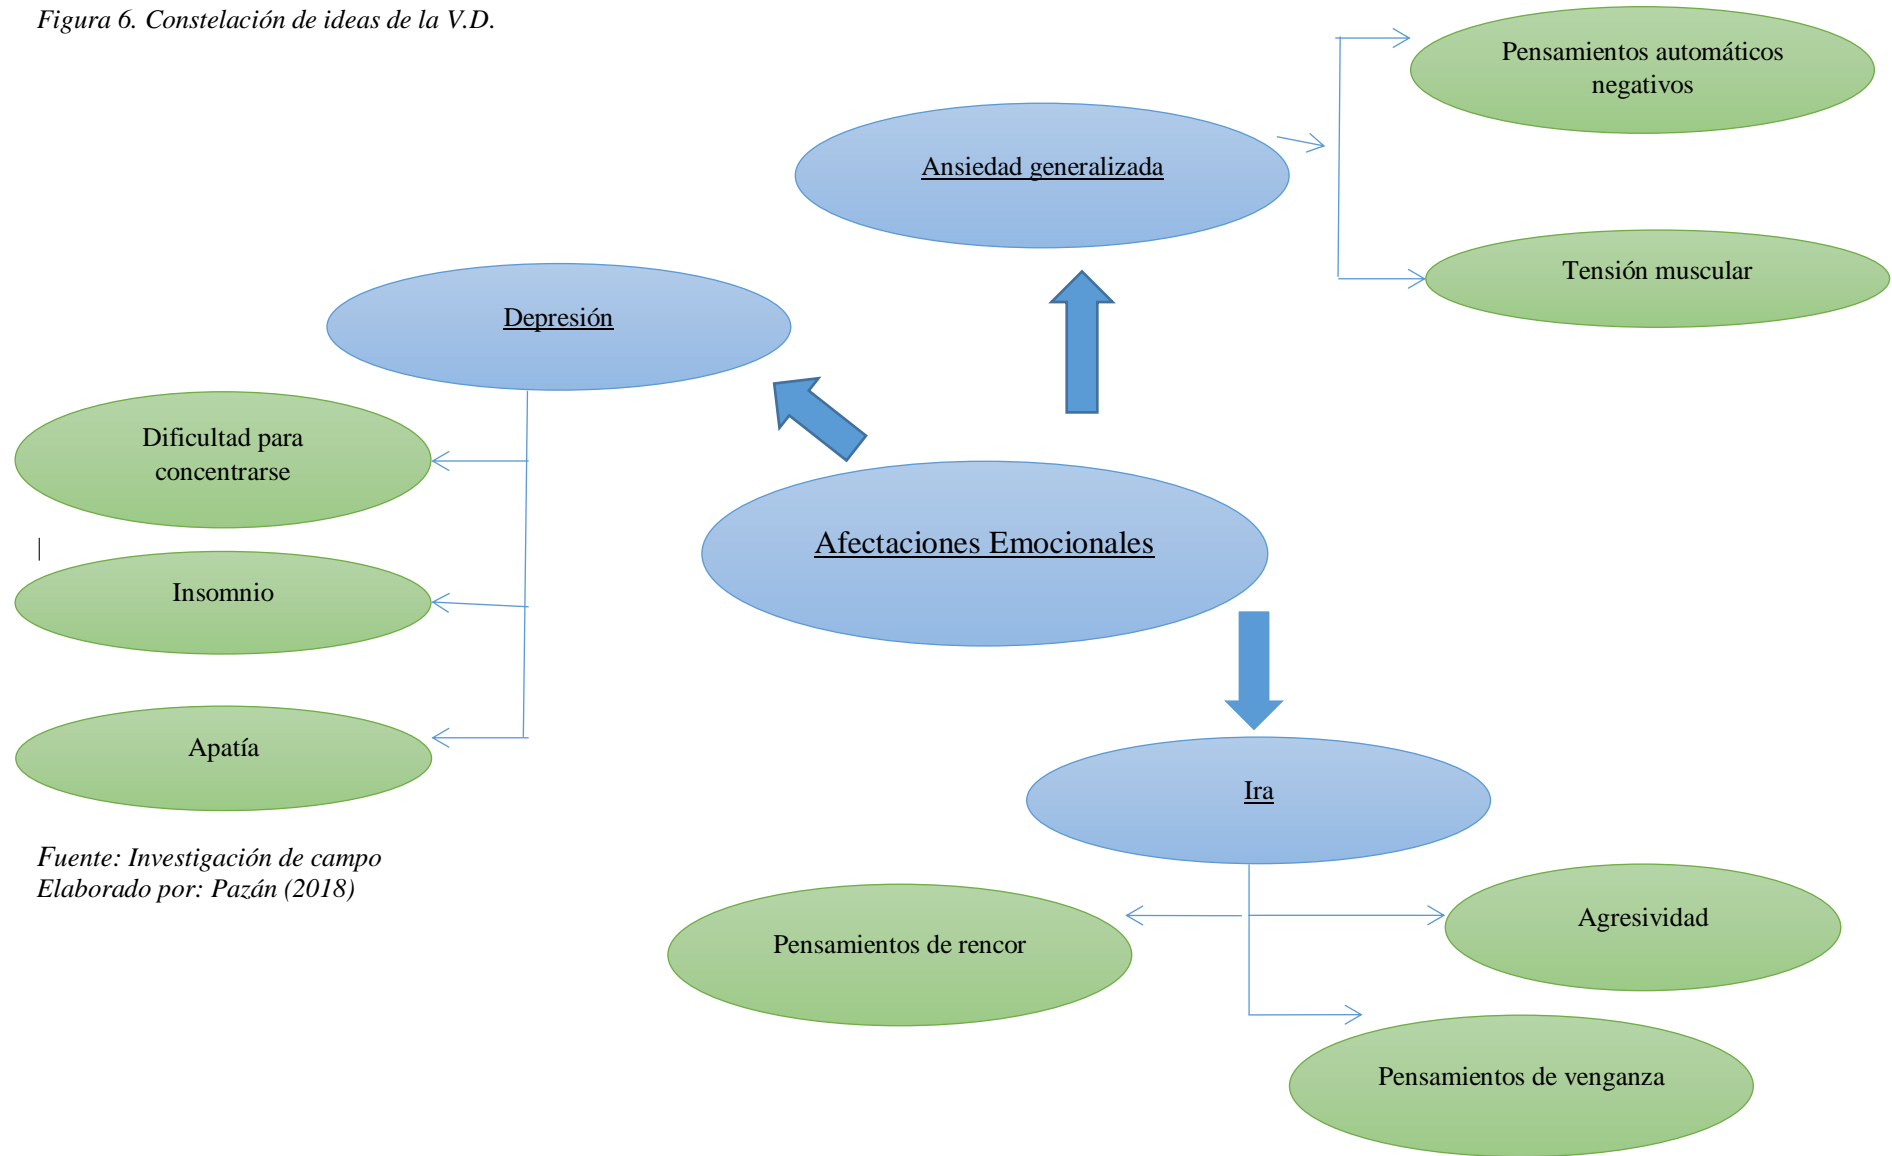 Figura 6. Constelación de ideas de la V.D.
Pensamientos automáticos
negativos
Ansiedad generalizada
Tensión muscular
Depresión
Dificultad para
concentrarse
|
Insomnio
Apatía
Afectaciones Emocionales
Ira
Fuente: Investigación de campo
Elaborado por: Pazán (2018)
Pensamientos de rencor
Agresividad
Pensamientos de venganza